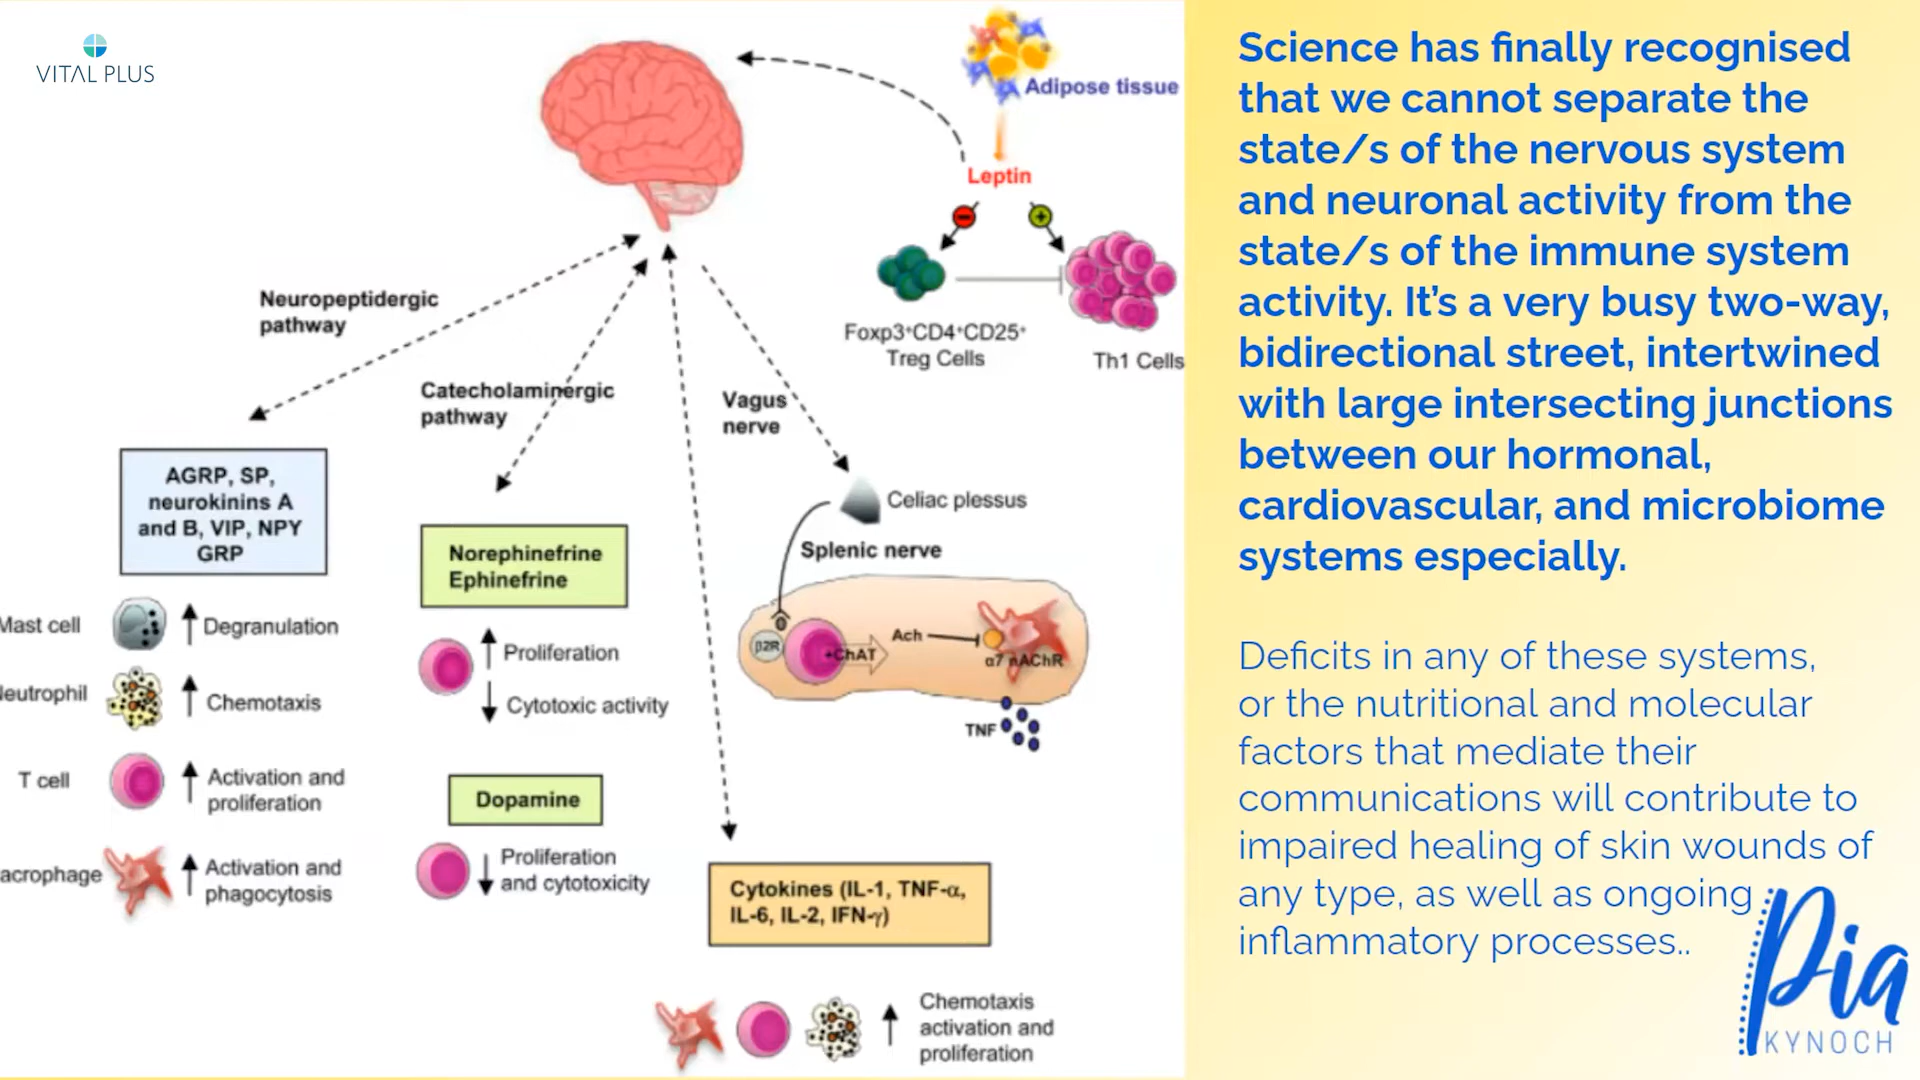 VITAL PLUS
Adipose tissue
Leptin
Foxp3+CD4+CD25+
Treg Cells
Th1 Cells
Neuropeptidergic
pathway
Catecholaminergic
pathway
Vagus
nerve
AGRP, SP,
neurokinins A
and B, VIP, NPY
GRP
Mast cell
Degranulation
Neutrophil
Chemotaxis
T cell
Activation and
proliferation
acrophage
Activation and
phagocytosis
Norephinefrine
Ephinefrine
Proliferation
Cytotoxic activity
Dopamine
Proliferation
and cytotoxicity
Celiac plessus
Splenic nerve
β2R
+ChAT
Ach
α7 nAChR
TNF
Cytokines (IL-1, TNF-α,
IL-6, IL-2, IFN-γ)
Chemotaxis
activation and
proliferation
Science has finally recognised
that we cannot separate the
state/s of the nervous system
and neuronal activity from the
state/s of the immune system
activity. It’s a very busy two-way,
bidirectional street, intertwined
with large intersecting junctions
between our hormonal,
cardiovascular, and microbiome
systems especially.
Deficits in any of these systems,
or the nutritional and molecular
factors that mediate their
communications will contribute to
impaired healing of skin wounds of
any type, as well as ongoing
inflammatory processes..
Pia
KYNOCH